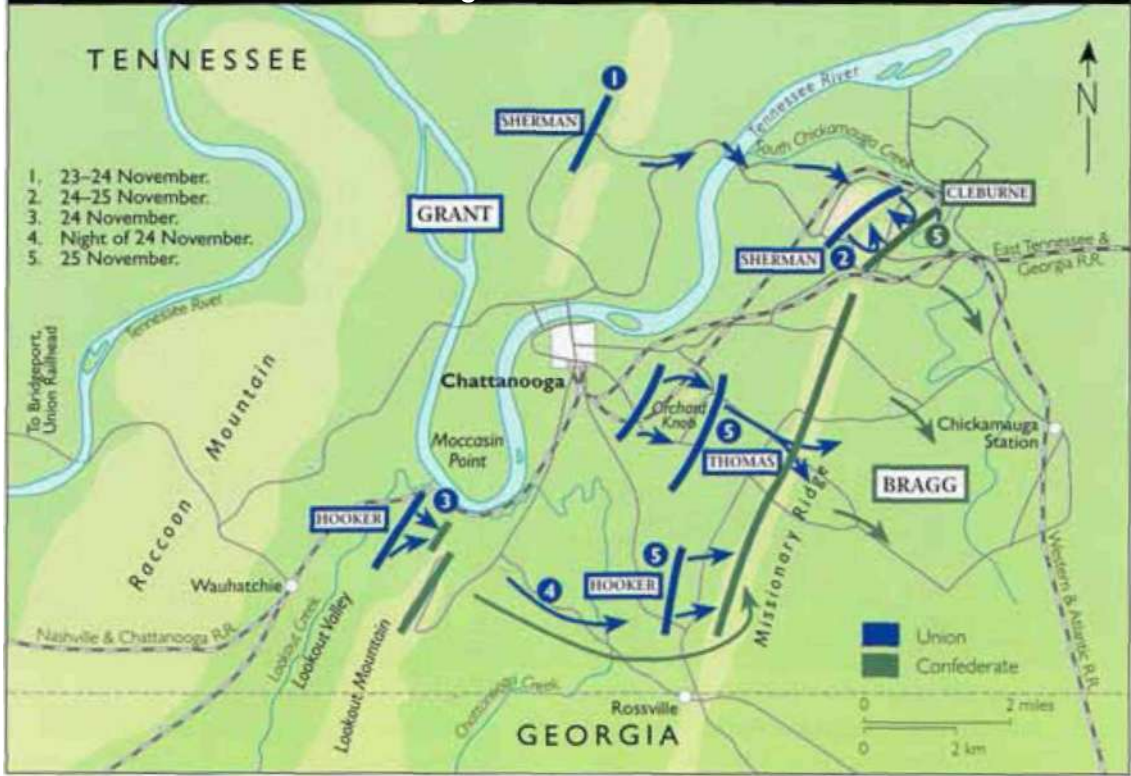 TENNESSEE
N
1
SHERMAN
Tennessee River
South Chickamauga Creek
1. 23–24 November.
2. 24–25 November.
3. 24 November.
4. Night of 24 November.
5. 25 November.
GRANT
CLEBURNE
5
SHERMAN
2
East Tennessee &
Georgia R.R.
Tennessee River
To Bridgeport,
Union Railhead
Chattanooga
Orchard
Knob
5
THOMAS
Chickamauga
Station
BRAGG
Moccasin
Point
Raccoon Mountain
HOOKER
3
Missionary Ridge
Wauhatchie
4
5
HOOKER
Western & Atlantic R.R.
Nashville & Chattanooga R.R.
Lookout Creek
Lookout Valley
Lookout Mountain
Union
Confederate
Rossville
GEORGIA
0 2 miles
0 2 km